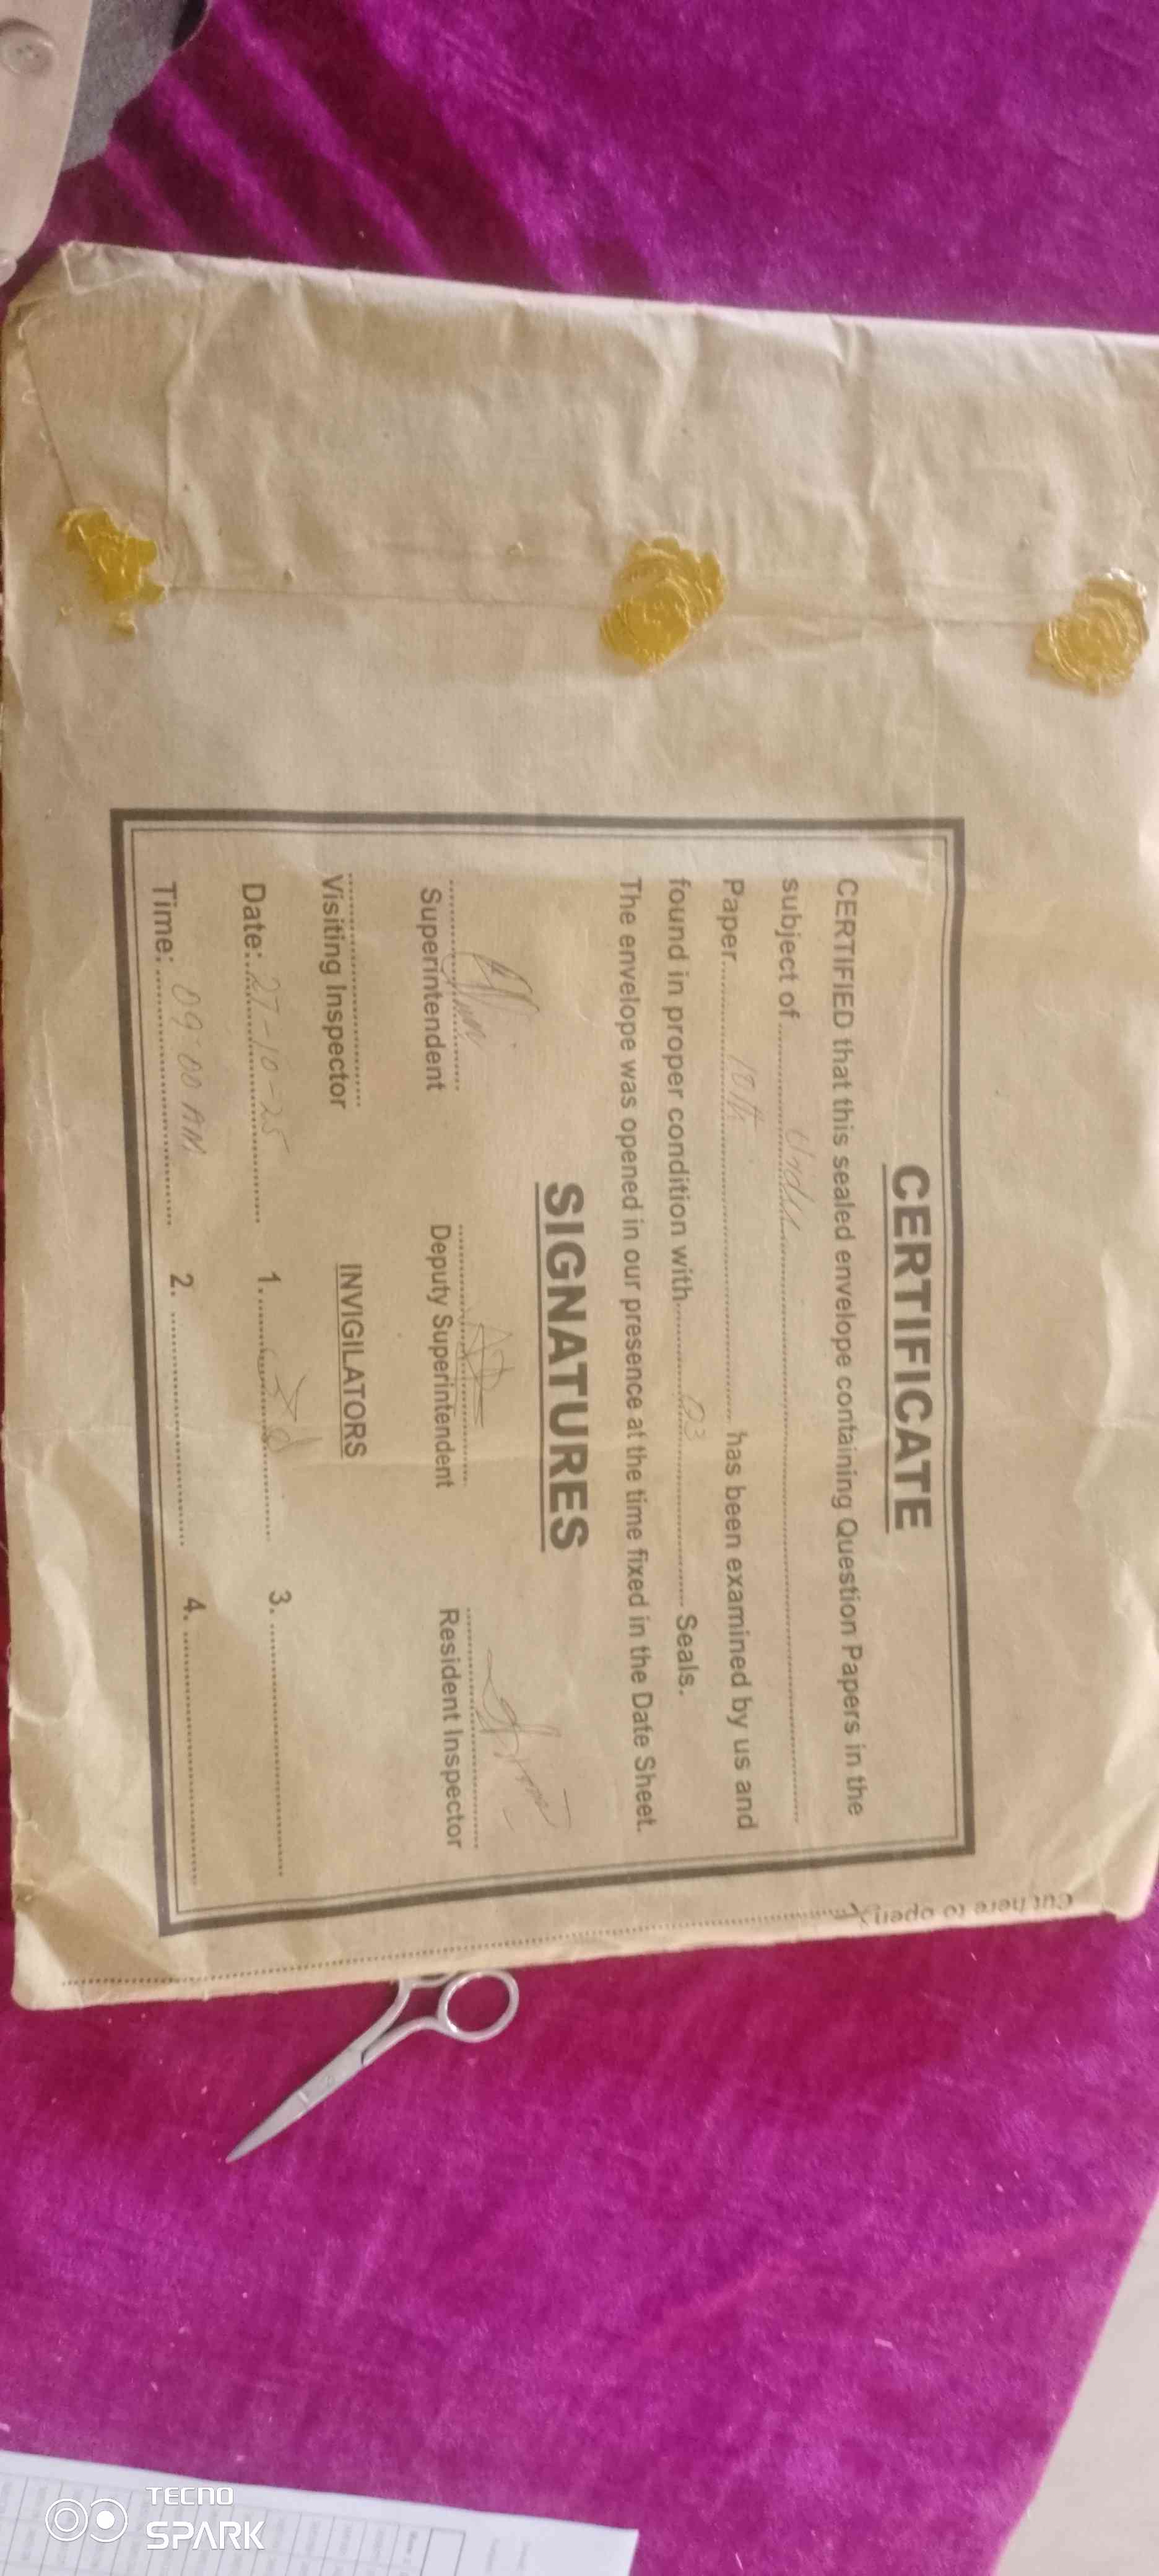 CERTIFICATE
CERTIFIED that this sealed envelope containing Question Papers in the
subject of Urdu
Paper 10th has been examined by us and
found in proper condition with 03 Seals.
The envelope was opened in our presence at the time fixed in the Date Sheet.
SIGNATURES
Superintendent Deputy Superintendent Resident Inspector
Visiting Inspector INVIGILATORS
Date: 27-10-25 1. 3.
Time: 09-00 AM 2. 4.
Cut here to open
TECNO
SPARK